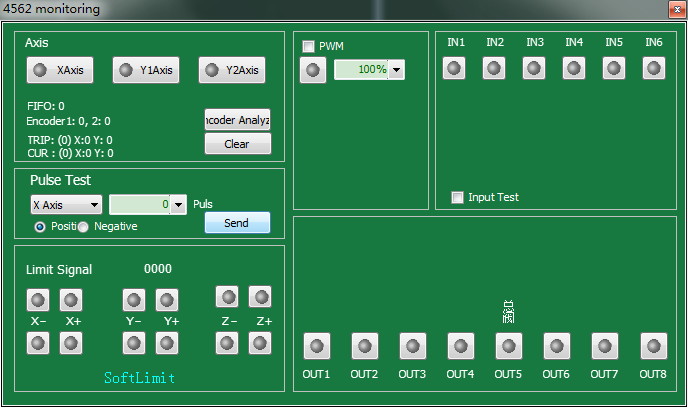 4562 monitoring
Axis
XAxis
Y1Axis
Y2Axis
FIFO: 0
Encoder1: 0, 2: 0
TRIP: (0) X:0 Y: 0
CUR : (0) X:0 Y: 0
ncoder Analyz
Clear
PWM
100%
IN1 IN2 IN3 IN4 IN5 IN6
Input Test
Pulse Test
X Axis
0
Puls
Positi
Negative
Send
Limit Signal
0000
X− X+ Y− Y+ Z− Z+
SoftLimit
OUT1 OUT2 OUT3 OUT4 OUT5 OUT6 OUT7 OUT8